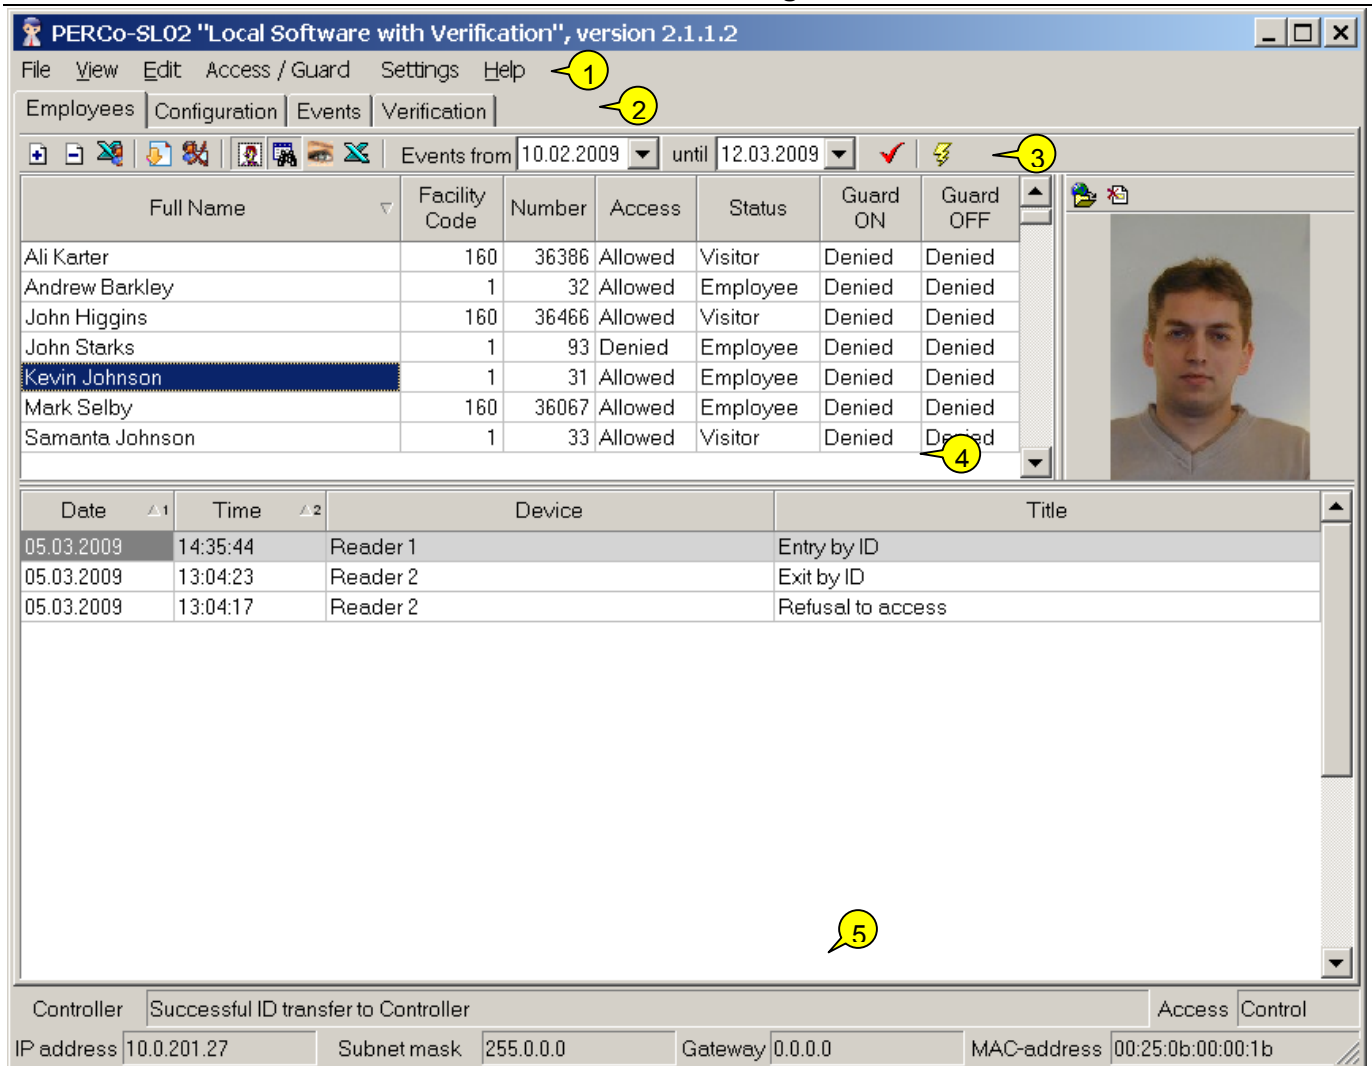 PERCo-SL02 "Local Software with Verification", version 2.1.1.2
File View Edit Access / Guard Settings Help 1
Employees Configuration Events Verification 2
Events from 10.02.2009 until 12.03.2009 3
Full Name Facility Code Number Access Status Guard ON Guard OFF
Ali Karter 160 36386 Allowed Visitor Denied Denied
Andrew Barkley 1 32 Allowed Employee Denied Denied
John Higgins 160 36466 Allowed Visitor Denied Denied
John Starks 1 93 Denied Employee Denied Denied
Kevin Johnson 1 31 Allowed Employee Denied Denied
Mark Selby 160 36067 Allowed Employee Denied Denied
Samanta Johnson 1 33 Allowed Visitor Denied Denied
4
Date 1 Time 2 Device Title
05.03.2009 14:35:44 Reader 1 Entry by ID
05.03.2009 13:04:23 Reader 2 Exit by ID
05.03.2009 13:04:17 Reader 2 Refusal to access
5
Controller Successful ID transfer to Controller Access Control
IP address 10.0.201.27 Subnet mask 255.0.0.0 Gateway 0.0.0.0 MAC-address 00:25:0b:00:00:1b